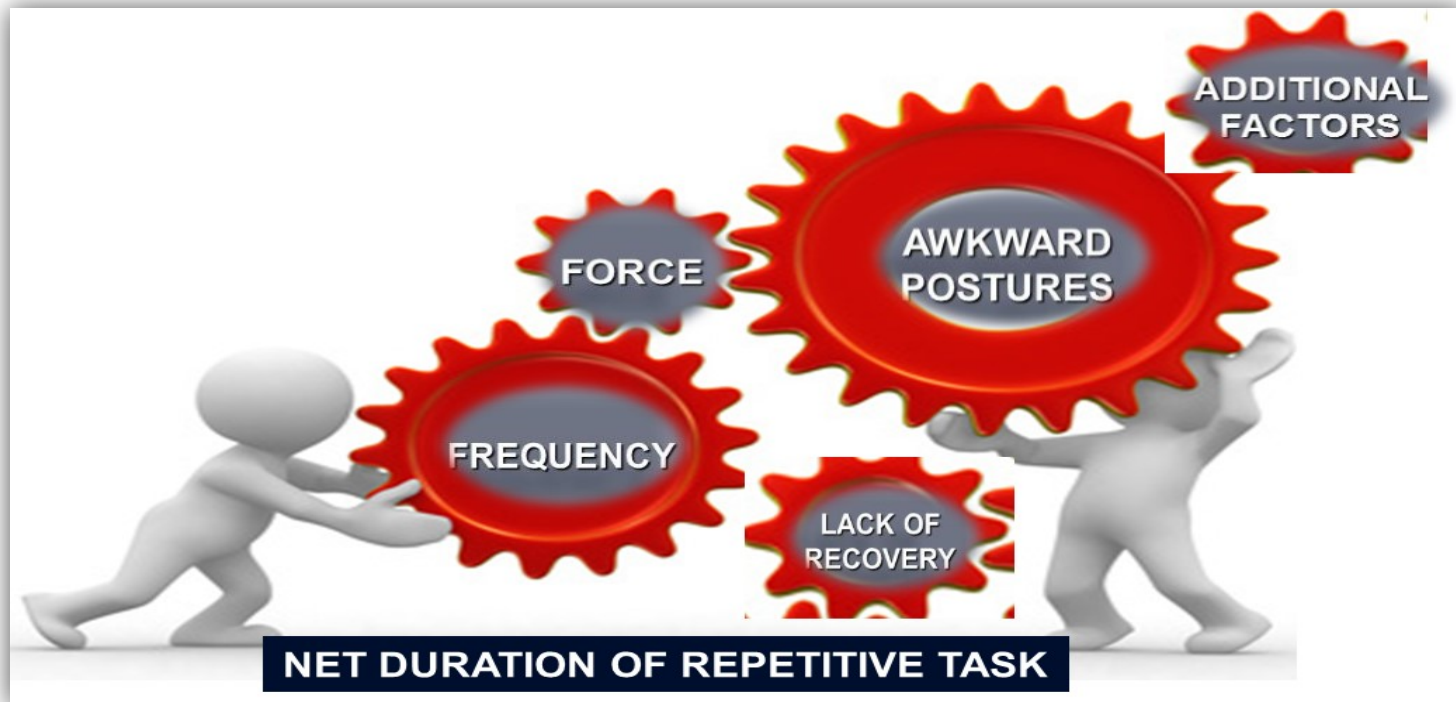 ADDITIONAL
FACTORS
AWKWARD
POSTURES
FORCE
FREQUENCY
LACK OF
RECOVERY
NET DURATION OF REPETITIVE TASK